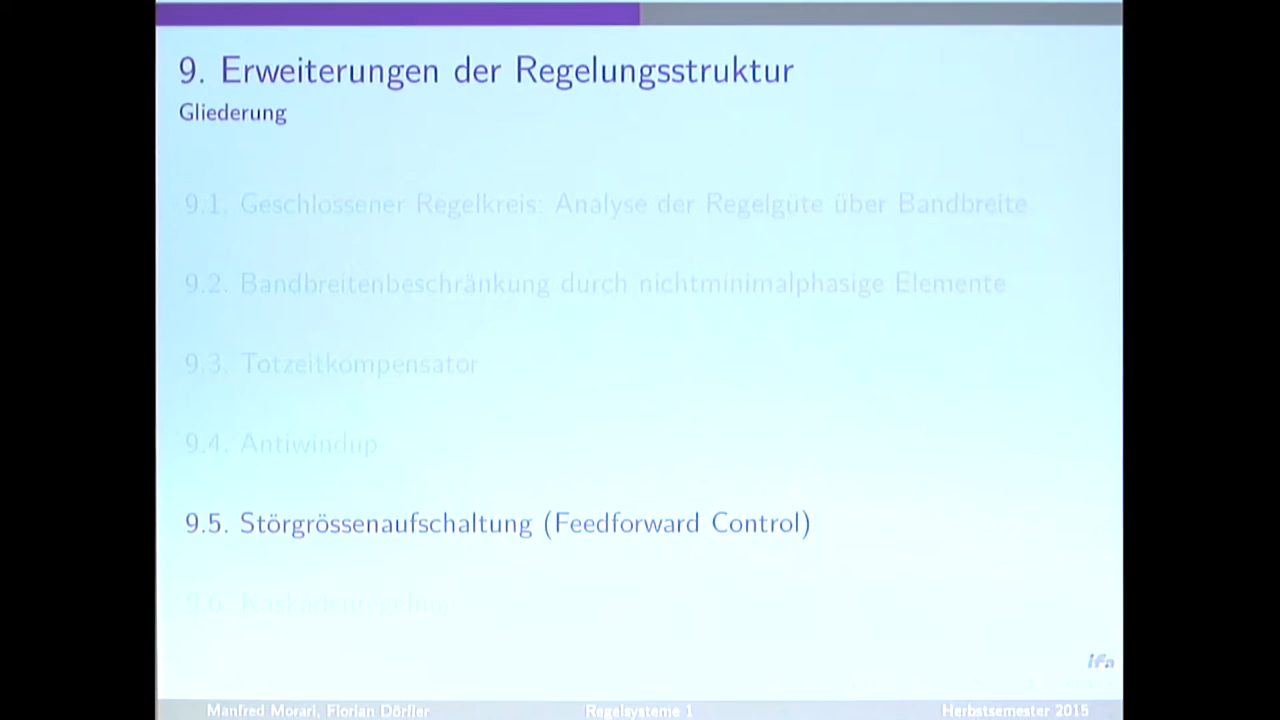 9. Erweiterungen der Regelungsstruktur
Gliederung
9.1. Geschlossener Regelkreis: Analyse der Regelgüte über Bandbreite
9.2. Bandbreitenbeschränkung durch nichtminimalphasige Elemente
9.3. Totzeitkompensator
9.4. Antiwindup
9.5. Störgrössenaufschaltung (Feedforward Control)
9.6. Kaskadenregelung
ifa
Manfred Morari, Florian Dörfler Regelsysteme 1 Herbstsemester 2015